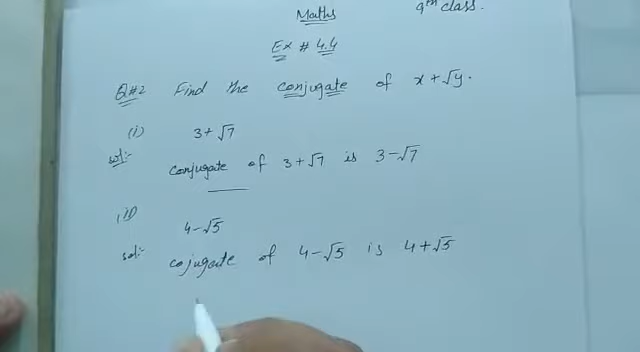 Maths 9th class.
Ex # 4.4
Q#2 Find the conjugate of x+√y.
(i) 3+√7
sol:- conjugate of 3+√7 is 3-√7
(ii) 4-√5
sol:- cojugate of 4-√5 is 4+√5